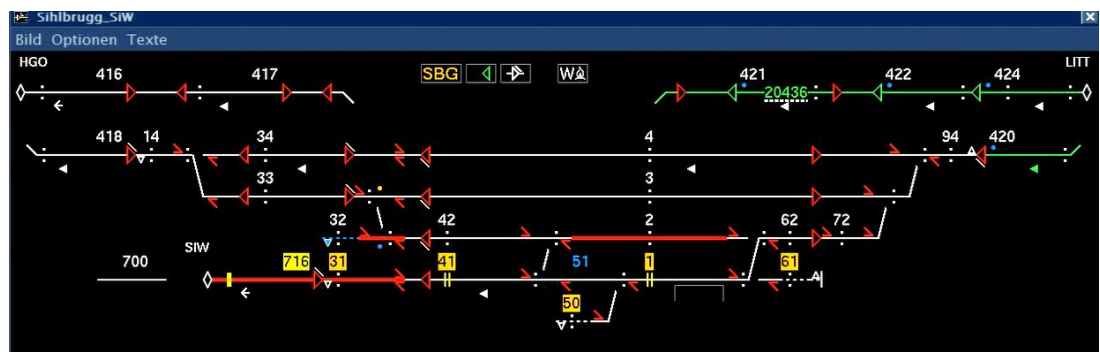 Sihlbrugg_SiW
Bild Optionen Texte
HGO LITT
416 417 SBG W 421 422 424
20436
418 14 34 4 94 420
33 3
32 42 2 62 72
SIW
700 716 31 41 51 1 61
50